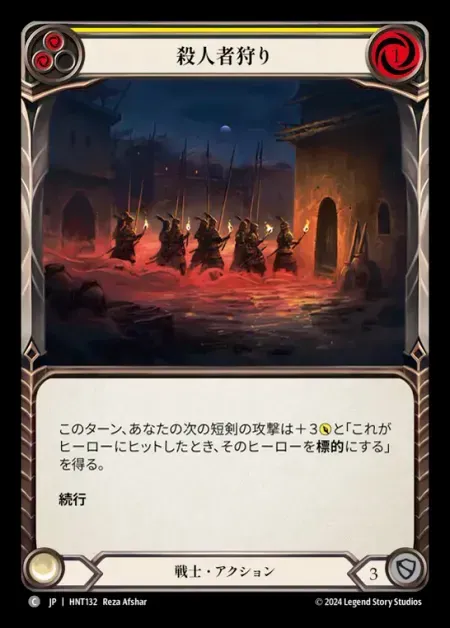 殺人者狩り
1
このターン、あなたの次の短剣の攻撃は＋3と「これが
ヒーローにヒットしたとき、そのヒーローを標的にする」
を得る。
続行
戦士・アクション
3
C JP | HNT132 Reza Afshar
© 2024 Legend Story Studios